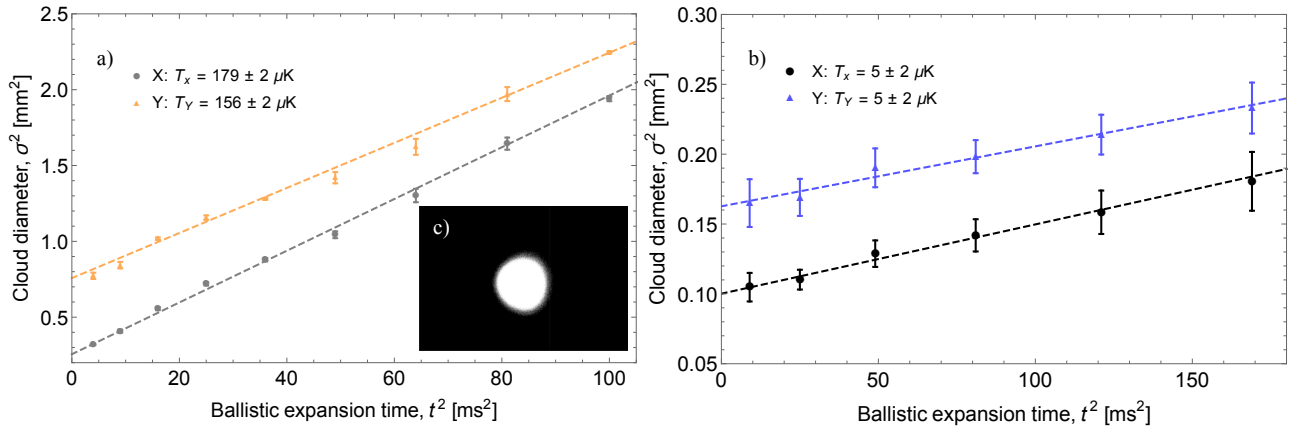 a)
X: Tx = 179 ± 2 μK
Y: TY = 156 ± 2 μK
Cloud diameter, σ² [mm²]
2.5
2.0
1.5
1.0
0.5
0 20 40 60 80 100
Ballistic expansion time, t² [ms²]
c)
b)
X: Tx = 5 ± 2 μK
Y: TY = 5 ± 2 μK
Cloud diameter, σ² [mm²]
0.30
0.25
0.20
0.15
0.10
0.05
0 50 100 150
Ballistic expansion time, t² [ms²]